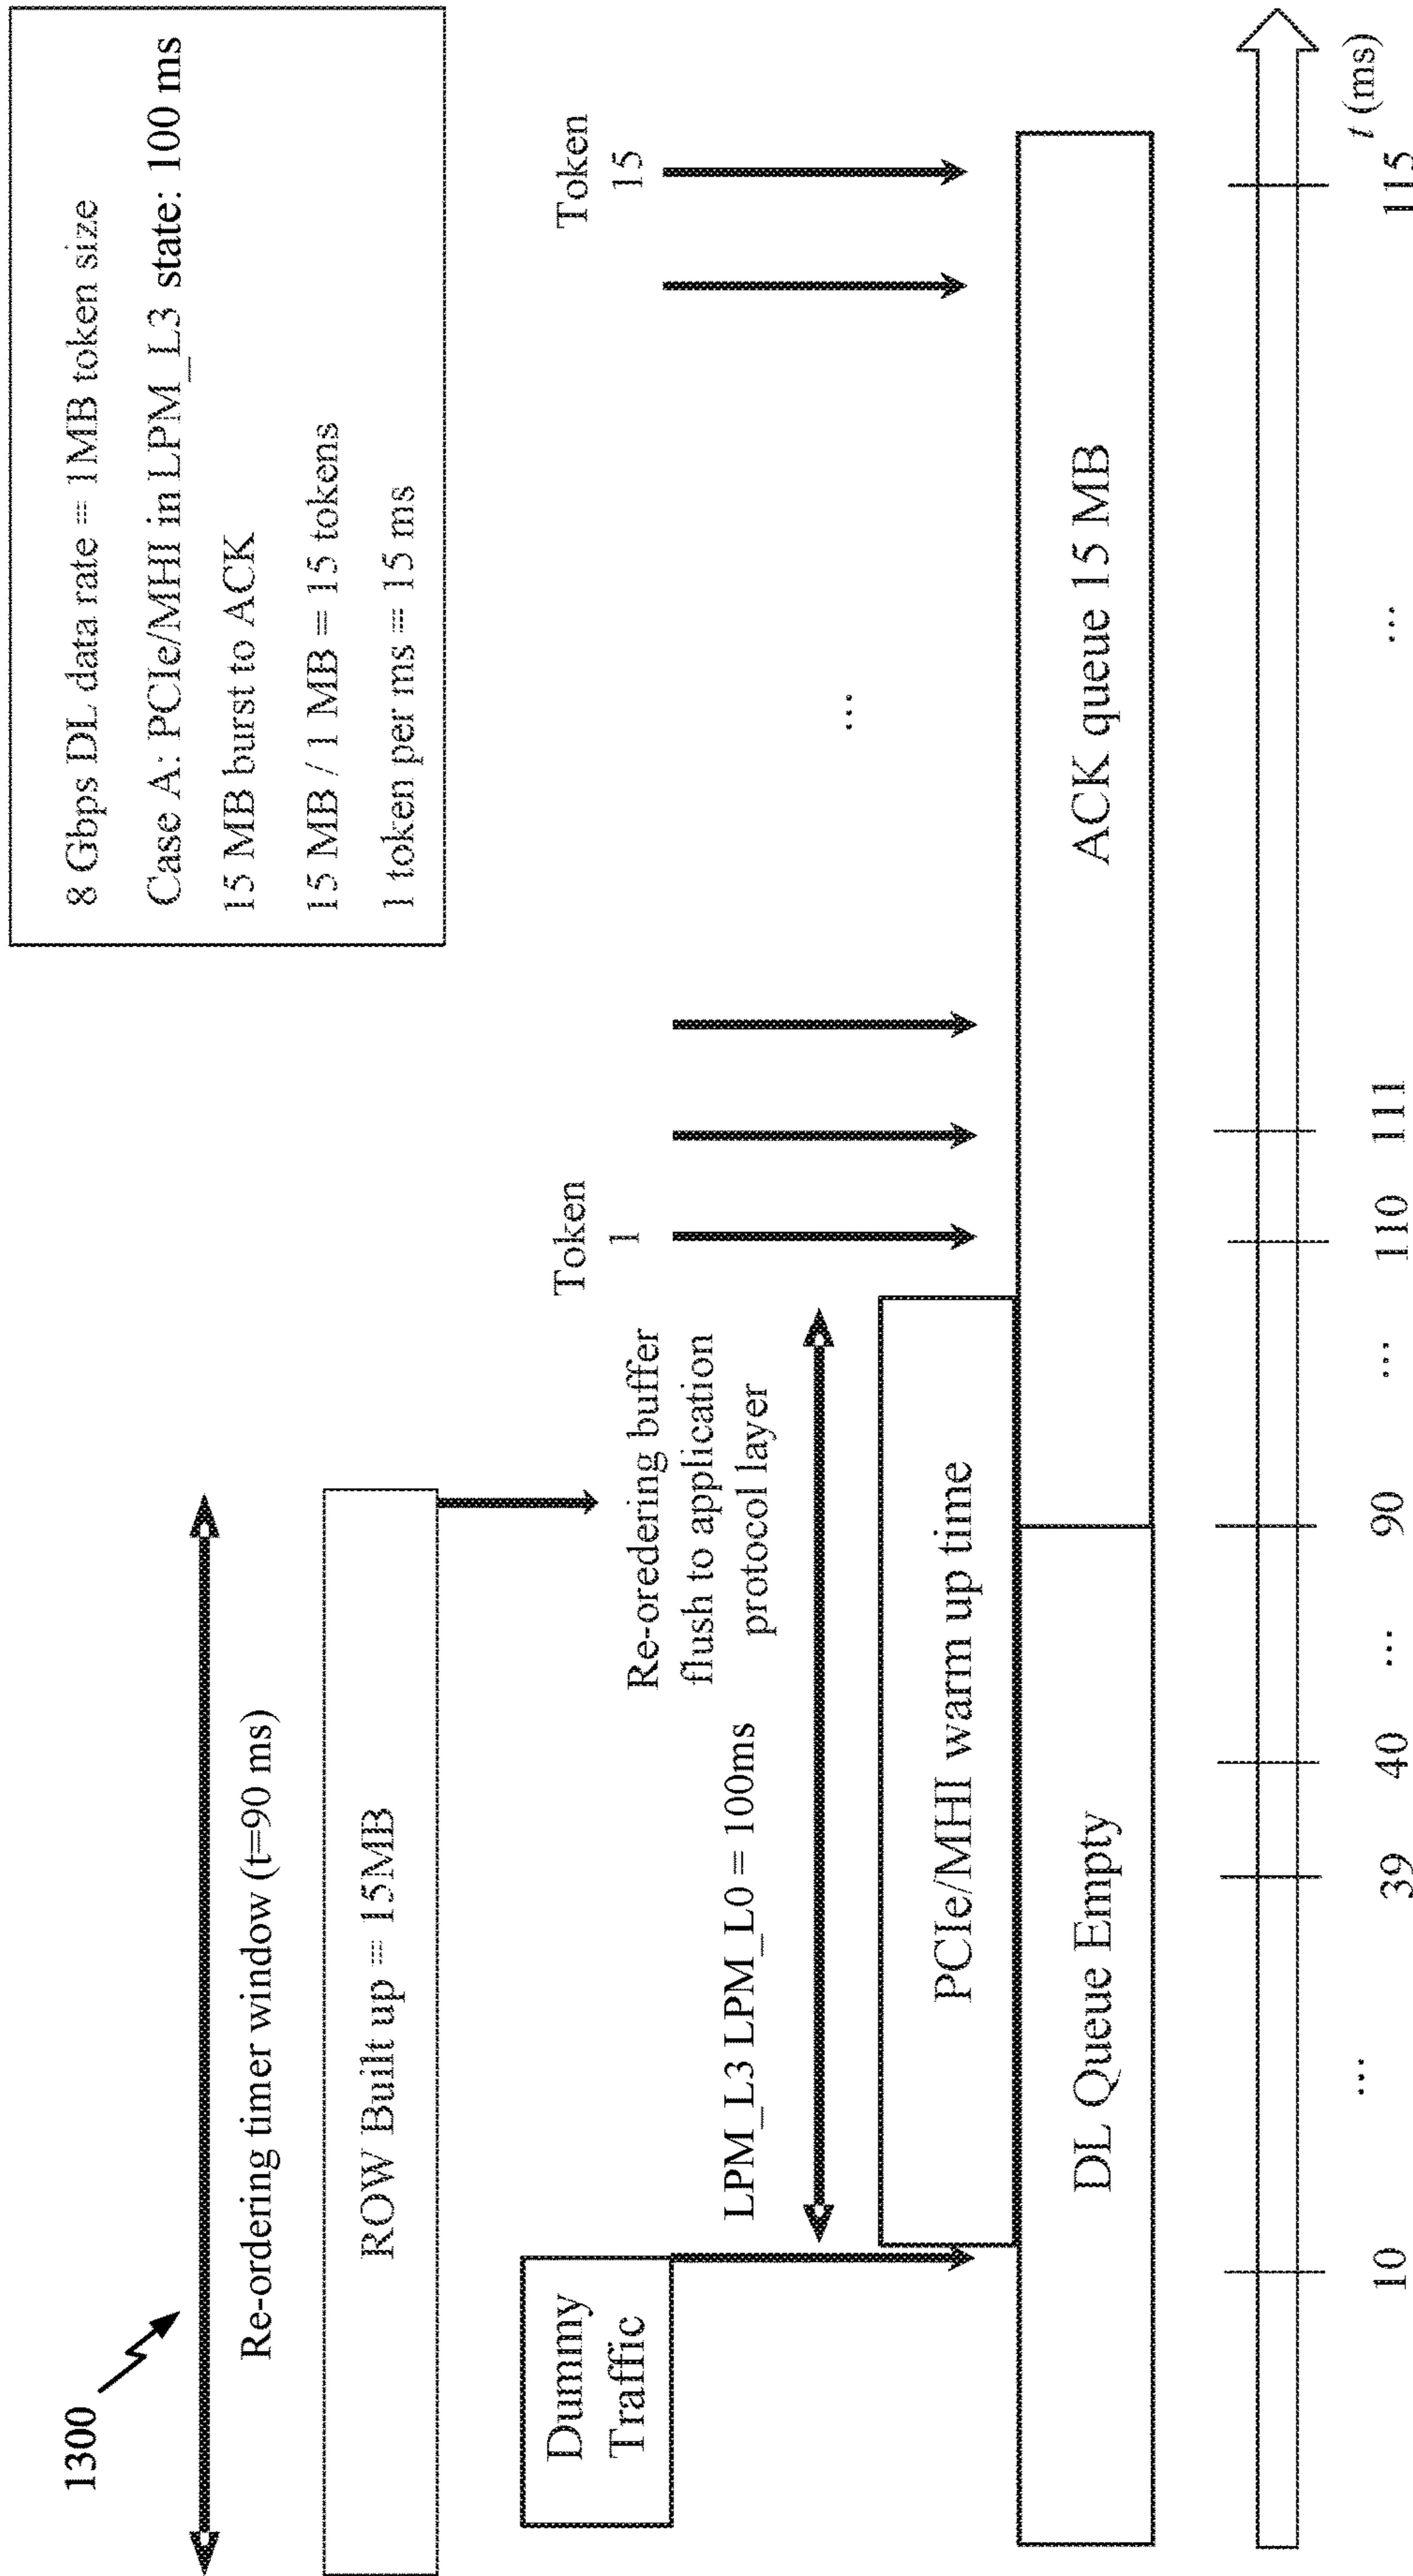 1300
8 Gbps DL data rate = 1MB token size
Case A: PCIe/MHI in LPM_L3 state: 100 ms
15 MB burst to ACK
15 MB / 1 MB = 15 tokens
1 token per ms = 15 ms
Re-ordering timer window (t=90 ms)
ROW Built up = 15MB
Dummy
Traffic
Re-oredering buffer
flush to application
protocol layer
Token
1
Token
15
...
LPM_L3 LPM_L0 = 100ms
PCIe/MHI warm up time
DL Queue Empty
ACK queue 15 MB
10 ... 39 40 ... 90 ... 110 111 ... 115
t (ms)